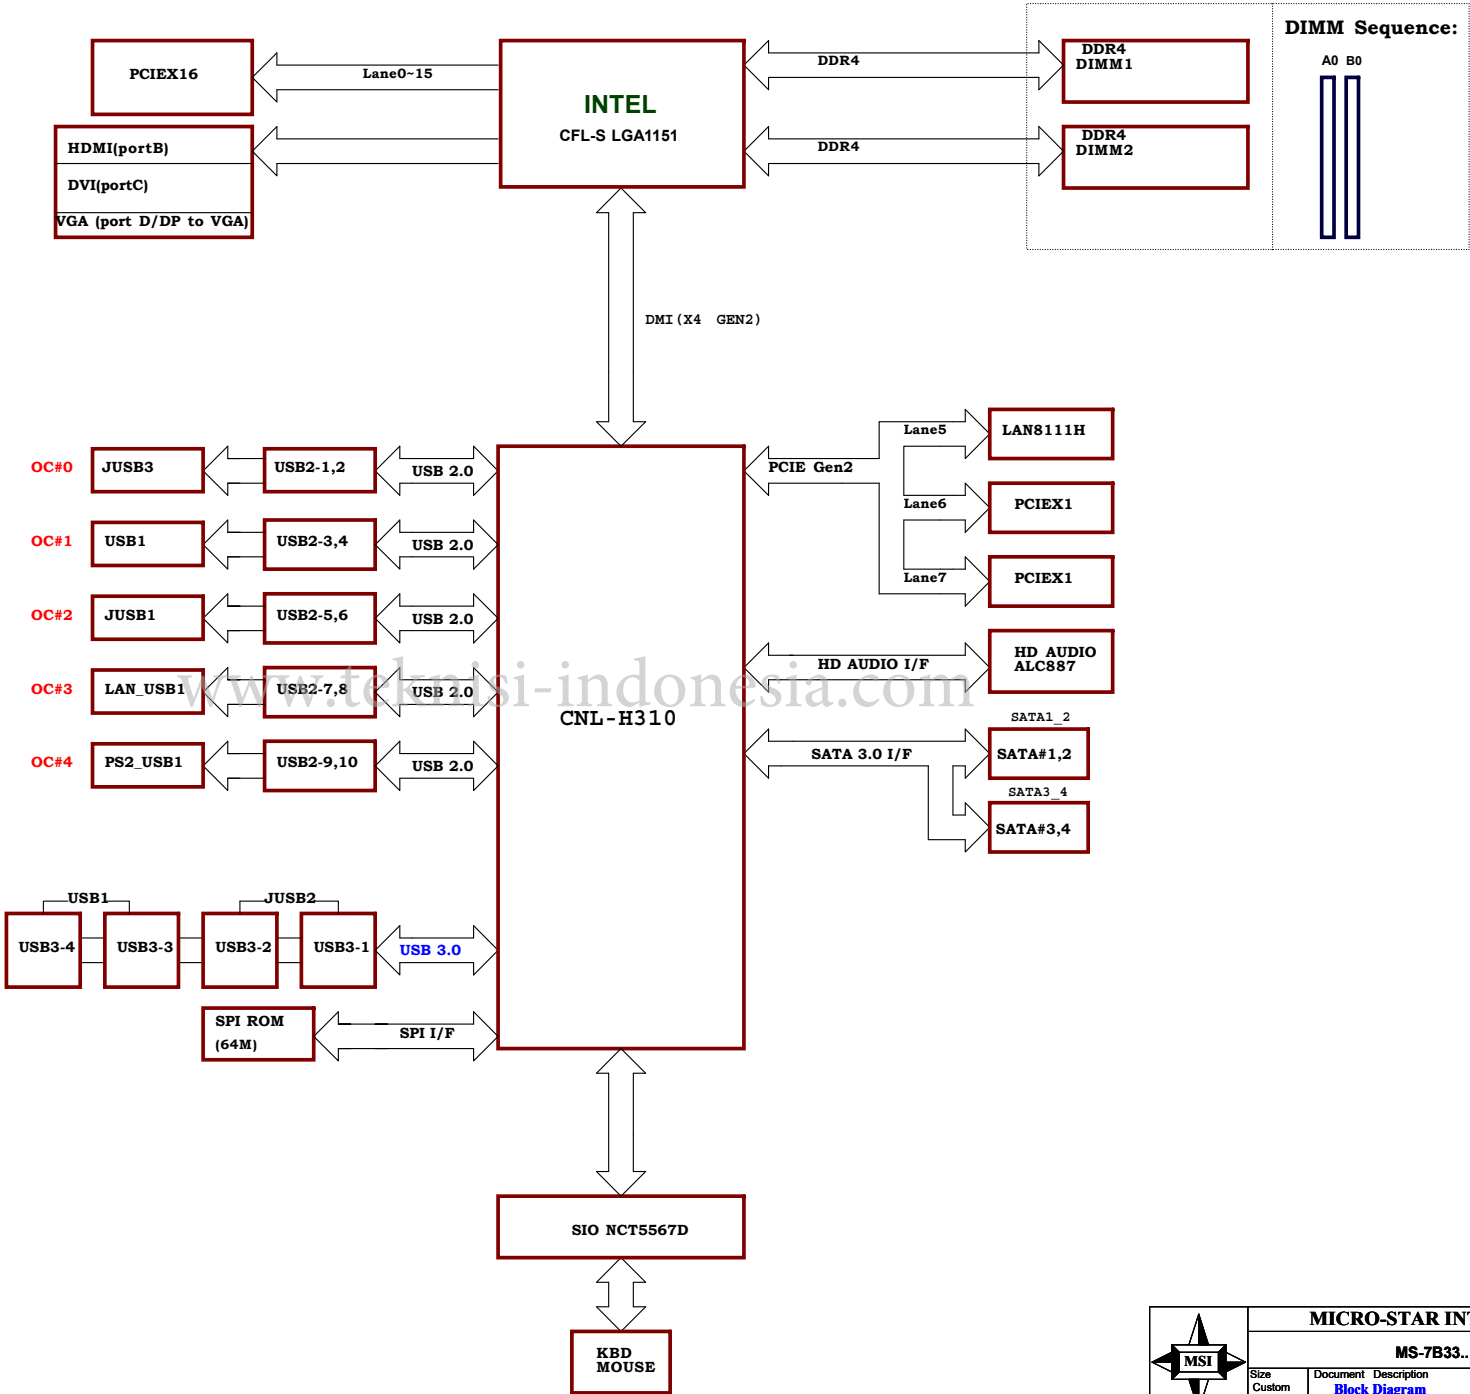 DIMM Sequence:
A0 B0
PCIEX16
Lane0~15
INTEL
CFL-S LGA1151
DDR4
DDR4
DIMM1
DDR4
DDR4
DIMM2
HDMI(portB)
DVI(portC)
VGA (port D/DP to VGA)
DMI(X4 GEN2)
OC#0
JUSB3
USB2-1,2
USB 2.0
OC#1
USB1
USB2-3,4
USB 2.0
OC#2
JUSB1
USB2-5,6
USB 2.0
OC#3
LAN_USB1
USB2-7,8
USB 2.0
OC#4
PS2_USB1
USB2-9,10
USB 2.0
CNL-H310
PCIE Gen2
Lane5
LAN8111H
Lane6
PCIEX1
Lane7
PCIEX1
HD AUDIO I/F
HD AUDIO
ALC887
SATA 3.0 I/F
SATA1_2
SATA#1,2
SATA3_4
SATA#3,4
www.teknisi-indonesia.com
USB1
JUSB2
USB3-4
USB3-3
USB3-2
USB3-1
USB 3.0
SPI ROM
(64M)
SPI I/F
SIO NCT5567D
KBD
MOUSE
MSI
MICRO-STAR INT
MS-7B33..
Size
Custom
Document Description
Block Diagram